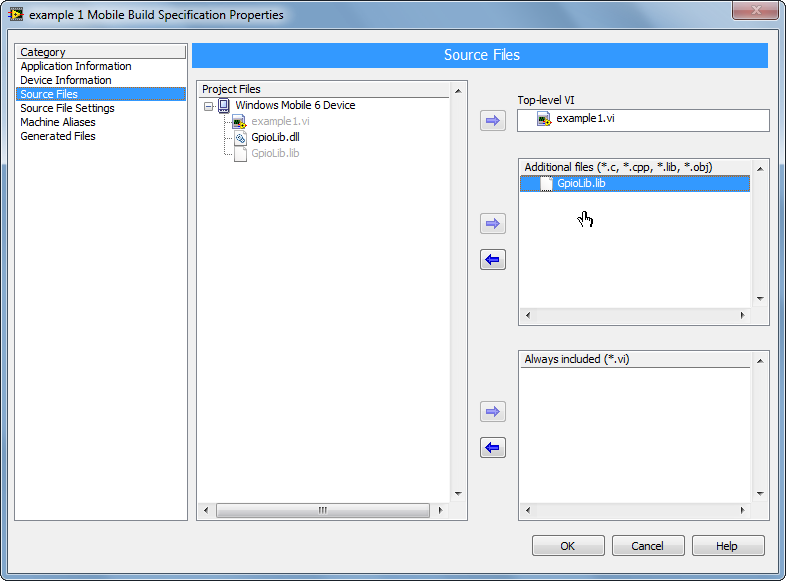 example 1 Mobile Build Specification Properties
Category
Application Information
Device Information
Source Files
Source File Settings
Machine Aliases
Generated Files
Source Files
Project Files
Windows Mobile 6 Device
example1.vi
GpioLib.dll
GpioLib.lib
Top-level VI
example1.vi
Additional files (*.c, *.cpp, *.lib, *.obj)
GpioLib.lib
Always included (*.vi)
OK
Cancel
Help